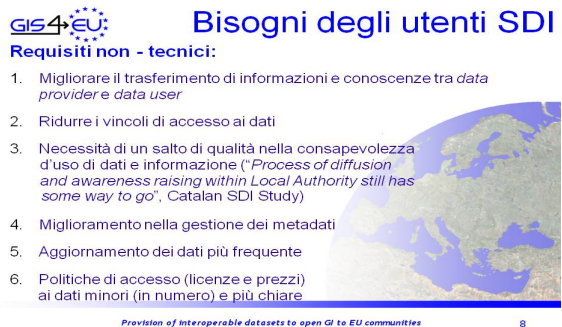 GIS4EU
Bisogni degli utenti SDI
Requisiti non - tecnici:
1. Migliorare il trasferimento di informazioni e conoscenze tra data
provider e data user
2. Ridurre i vincoli di accesso ai dati
3. Necessità di un salto di qualità nella consapevolezza
d'uso di dati e informazione ("Process of diffusion
and awareness raising within Local Authority still has
some way to go", Catalan SDI Study)
4. Miglioramento nella gestione dei metadati
5. Aggiornamento dei dati più frequente
6. Politiche di accesso (licenze e prezzi)
ai dati minori (in numero) e più chiare
Provision of interoperable datasets to open GI to EU communities
8